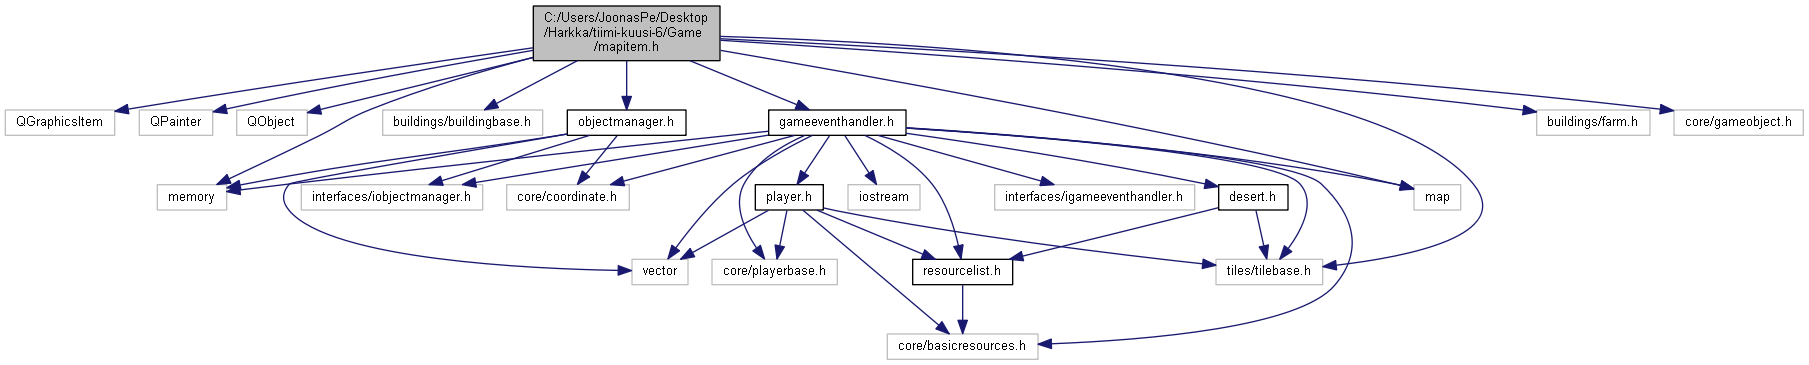 C:/Users/JoonasPe/Desktop
/Harkka/tiimi-kuusi-6/Game
/mapitem.h
QGraphicsItem
QPainter
QObject
buildings/buildingbase.h
objectmanager.h
gameeventhandler.h
buildings/farm.h
core/gameobject.h
memory
interfaces/iobjectmanager.h
core/coordinate.h
player.h
iostream
interfaces/igameeventhandler.h
desert.h
map
vector
core/playerbase.h
resourcelist.h
tiles/tilebase.h
core/basicresources.h